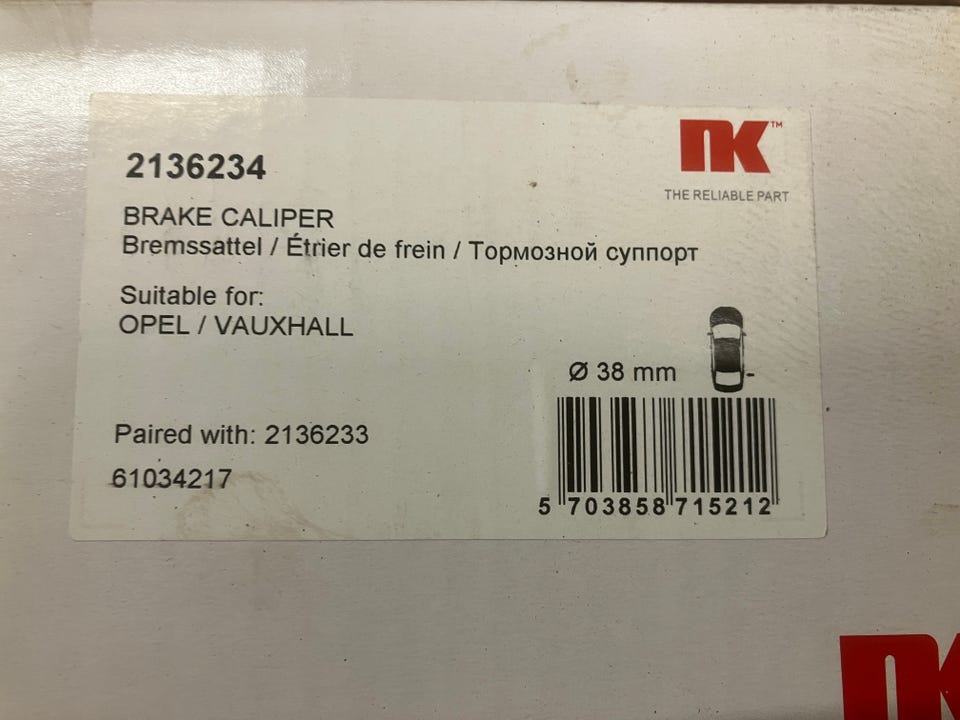 NK™
THE RELIABLE PART
2136234
BRAKE CALIPER
Bremssattel / Étrier de frein / Тормозной суппорт
Suitable for:
OPEL / VAUXHALL
Ø 38 mm
Paired with: 2136233
61034217
5 703858 715212
NK